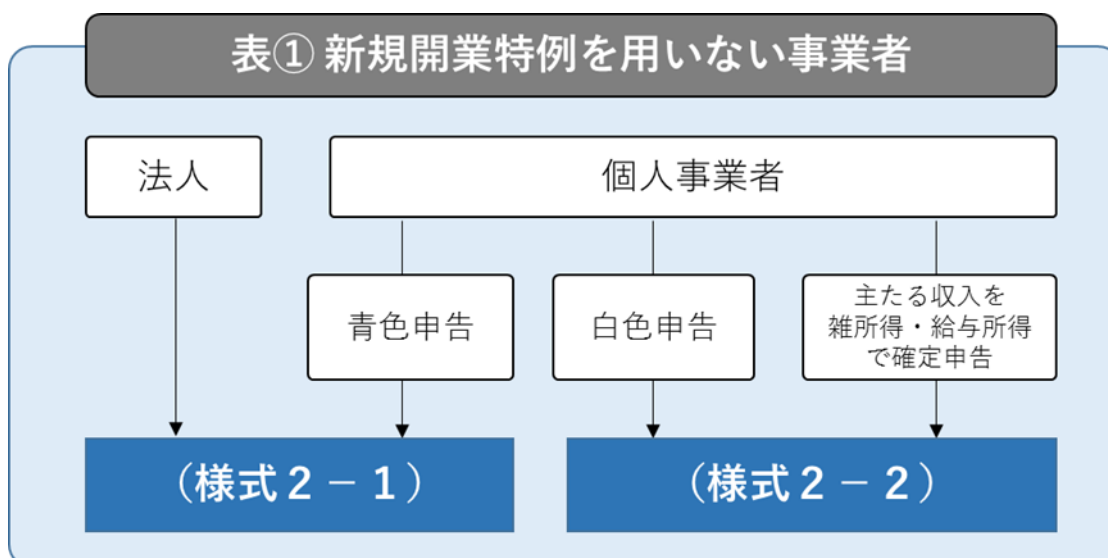 表① 新規開業特例を用いない事業者
法人
個人事業者
青色申告
白色申告
主たる収入を
雑所得・給与所得
で確定申告
（様式２－１）
（様式２－２）